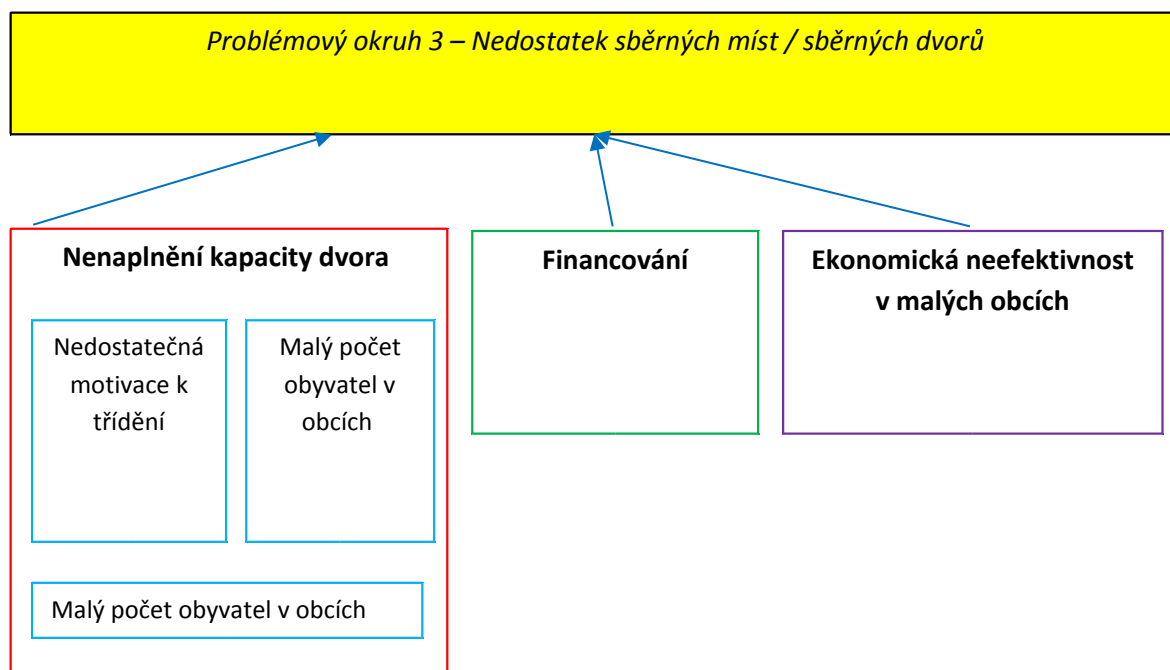 Problémový okruh 3 – Nedostatek sběrných míst / sběrných dvorů
Nenaplnění kapacity dvora
Nedostatečná
motivace k
třídění
Malý počet
obyvatel v
obcích
Malý počet obyvatel v obcích
Financování
Ekonomická neefektivnost
v malých obcích